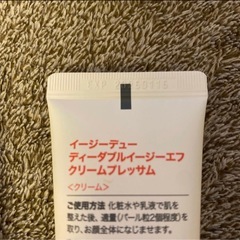 イージーデュー
ディーダブルイージーエフ
クリームプレッサム
<クリーム>
ご使用方法 化粧水や乳液で肌を
整えた後、適量(パール粒2個程度)を
取り、お顔全体になじませます。